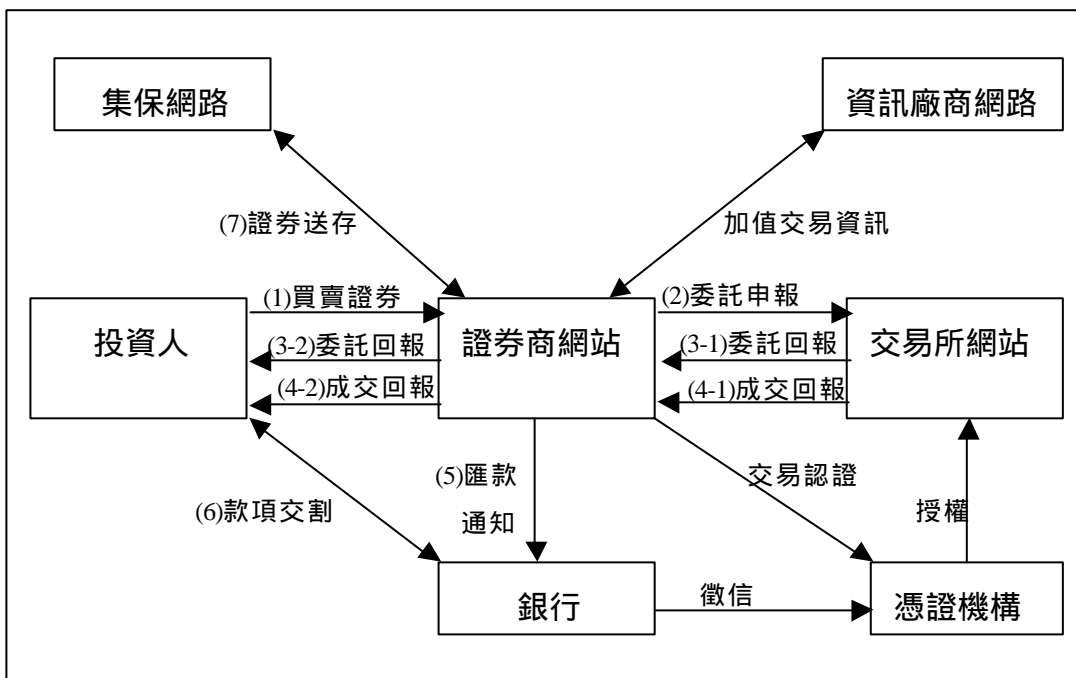 集保網路
資訊廠商網路
(7)證券送存
加值交易資訊
(1)買賣證券
(2)委託申報
投資人
(3-2)委託回報
證券商網站
(3-1)委託回報
交易所網站
(4-2)成交回報
(4-1)成交回報
(5)匯款
通知
交易認證
(6)款項交割
授權
銀行
徵信
憑證機構